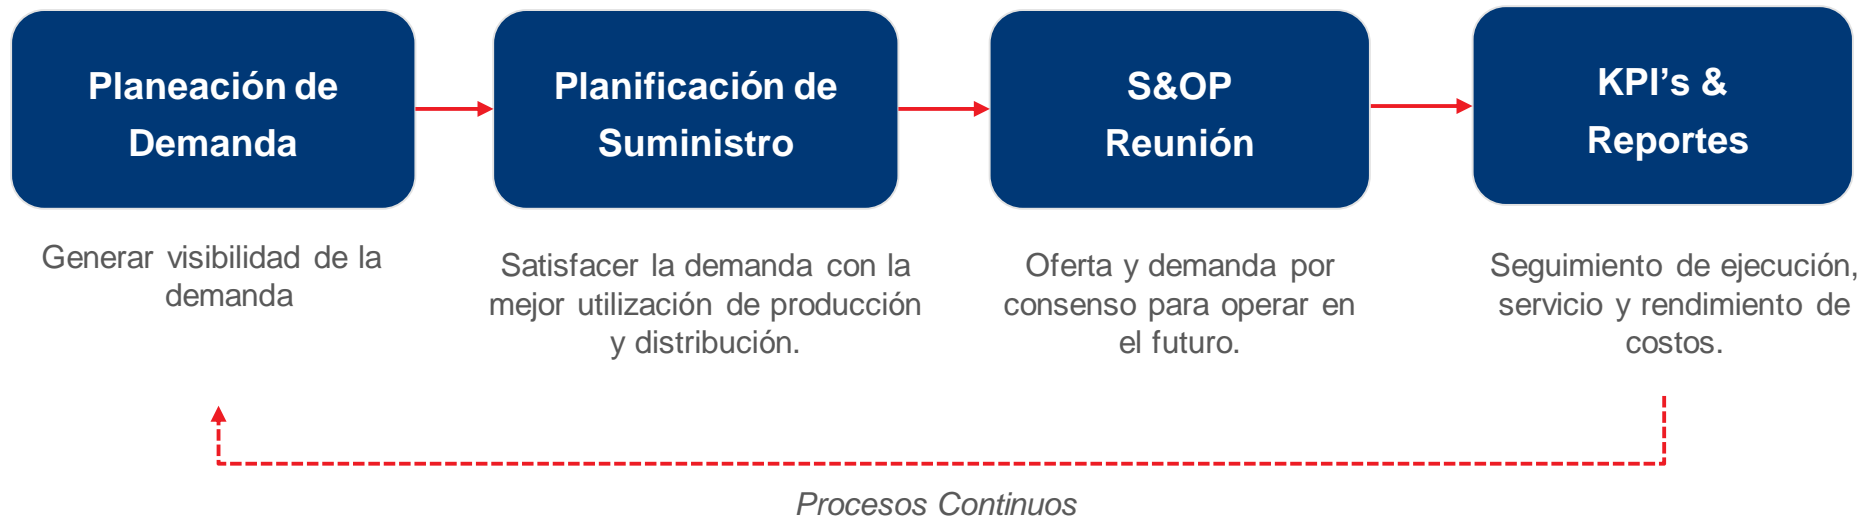 Planeación de
Demanda
Planificación de
Suministro
S&OP
Reunión
KPI’s &
Reportes
Generar visibilidad de la
demanda
Satisfacer la demanda con la
mejor utilización de producción
y distribución.
Oferta y demanda por
consenso para operar en
el futuro.
Seguimiento de ejecución,
servicio y rendimiento de
costos.
Procesos Continuos